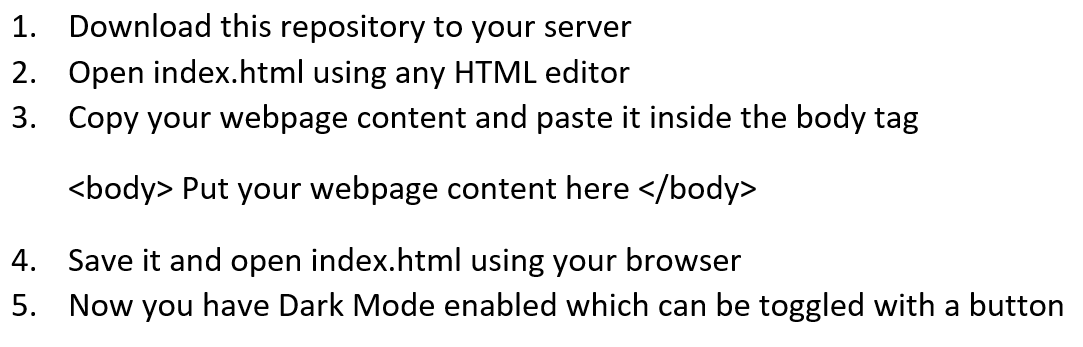 1. Download this repository to your server
2. Open index.html using any HTML editor
3. Copy your webpage content and paste it inside the body tag
<body> Put your webpage content here </body>
4. Save it and open index.html using your browser
5. Now you have Dark Mode enabled which can be toggled with a button